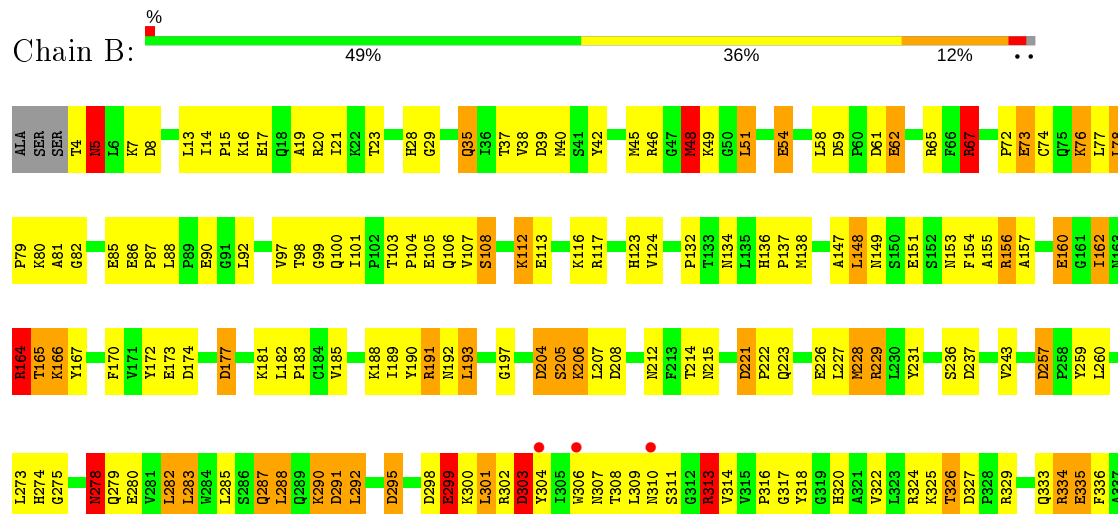 %
Chain B:
49% 36% 12% • •
ALA SER SER T4 N5 L6 K7 D8 L13 I14 P15 K16 E17 Q18 A19 R20 I21 K22 T23 H28 G29 Q35 I36 T37 V38 D39 M40 S41 Y42 M45 R46 G47 M48 K49 G50 L51 E54 L58 D59 P60 D61 E62 R65 F66 R67 P72 E73 C74 Q75 K76 L77 L78
P79 K80 A81 G82 E85 E86 P87 L88 P89 E90 G91 L92 V97 T98 G99 Q100 I101 P102 T103 P104 E105 Q106 V107 S108 K112 E113 K116 R117 H123 V124 P132 T133 N134 L135 H136 P137 M138 A147 L148 N149 S150 E151 S152 N153 F154 A155 R156 A157 E160 G161 I162 N163
R164 T165 K166 Y167 F170 V171 Y172 E173 D174 D177 K181 L182 P183 C184 V185 K188 I189 Y190 R191 N192 L193 G197 D204 S205 K206 L207 D208 N212 F213 T214 N215 D221 P222 Q223 E226 L227 M228 R229 L230 Y231 S236 D237 V243 D257 P258 Y259 L260
L273 H274 G275 N278 Q279 E280 V281 L282 L283 W284 L285 S286 Q287 L288 Q289 K290 D291 L292 D295 D298 E299 K300 L301 R302 D303 Y304 I305 W306 N307 T308 L309 N310 S311 G312 R313 V314 V315 P316 G317 Y318 G319 H320 A321 V322 L323 R324 K325 T326 D327 P328 R329 Q333 R334 E335 F336 A337